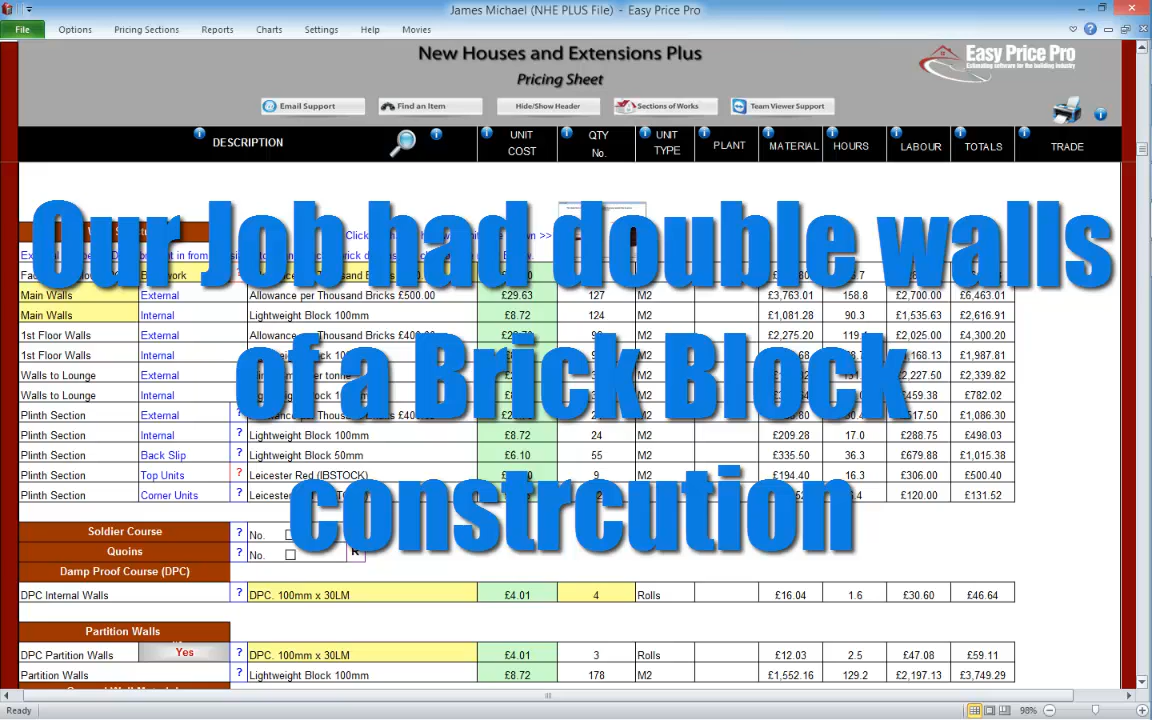 James Michael (NHE PLUS File) - Easy Price Pro
File Options Pricing Sections Reports Charts Settings Help Movies
New Houses and Extensions Plus
Pricing Sheet
Easy Price Pro
Estimating software for the building industry
Email Support Find an Item Hide/Show Header Sections of Works Team Viewer Support
DESCRIPTION UNIT COST QTY No. UNIT TYPE PLANT MATERIAL HOURS LABOUR TOTALS TRADE
Our Job had double walls
of a Brick Block
constrcution
Main Walls External Allowance per Thousand Bricks £500.00 £29.63 127 M2 £3,763.01 158.8 £2,700.00 £6,463.01
Main Walls Internal Lightweight Block 100mm £8.72 124 M2 £1,081.28 90.3 £1,535.63 £2,616.91
1st Floor Walls External M2 £2,275.20 £2,025.00 £4,300.20
1st Floor Walls Internal £1,987.81
Walls to Lounge External £2,339.82
Walls to Lounge Internal £782.02
Plinth Section External ? £1,086.30
Plinth Section Internal ? Lightweight Block 100mm £8.72 24 M2 £209.28 17.0 £288.75 £498.03
Plinth Section Back Slip ? Lightweight Block 50mm £6.10 55 M2 £335.50 36.3 £679.88 £1,015.38
Plinth Section Top Units ? Leicester Red (IBSTOCK) 9 M2 £194.40 16.3 £306.00 £500.40
Plinth Section Corner Units ? £120.00 £131.52
Soldier Course ? No.
Quoins ? No. R
Damp Proof Course (DPC)
DPC Internal Walls ? DPC. 100mm x 30LM £4.01 4 Rolls £16.04 1.6 £30.60 £46.64
Partition Walls
DPC Partition Walls Yes ? DPC. 100mm x 30LM £4.01 3 Rolls £12.03 2.5 £47.08 £59.11
Partition Walls ? Lightweight Block 100mm £8.72 178 M2 £1,552.16 129.2 £2,197.13 £3,749.29
Ready 98%